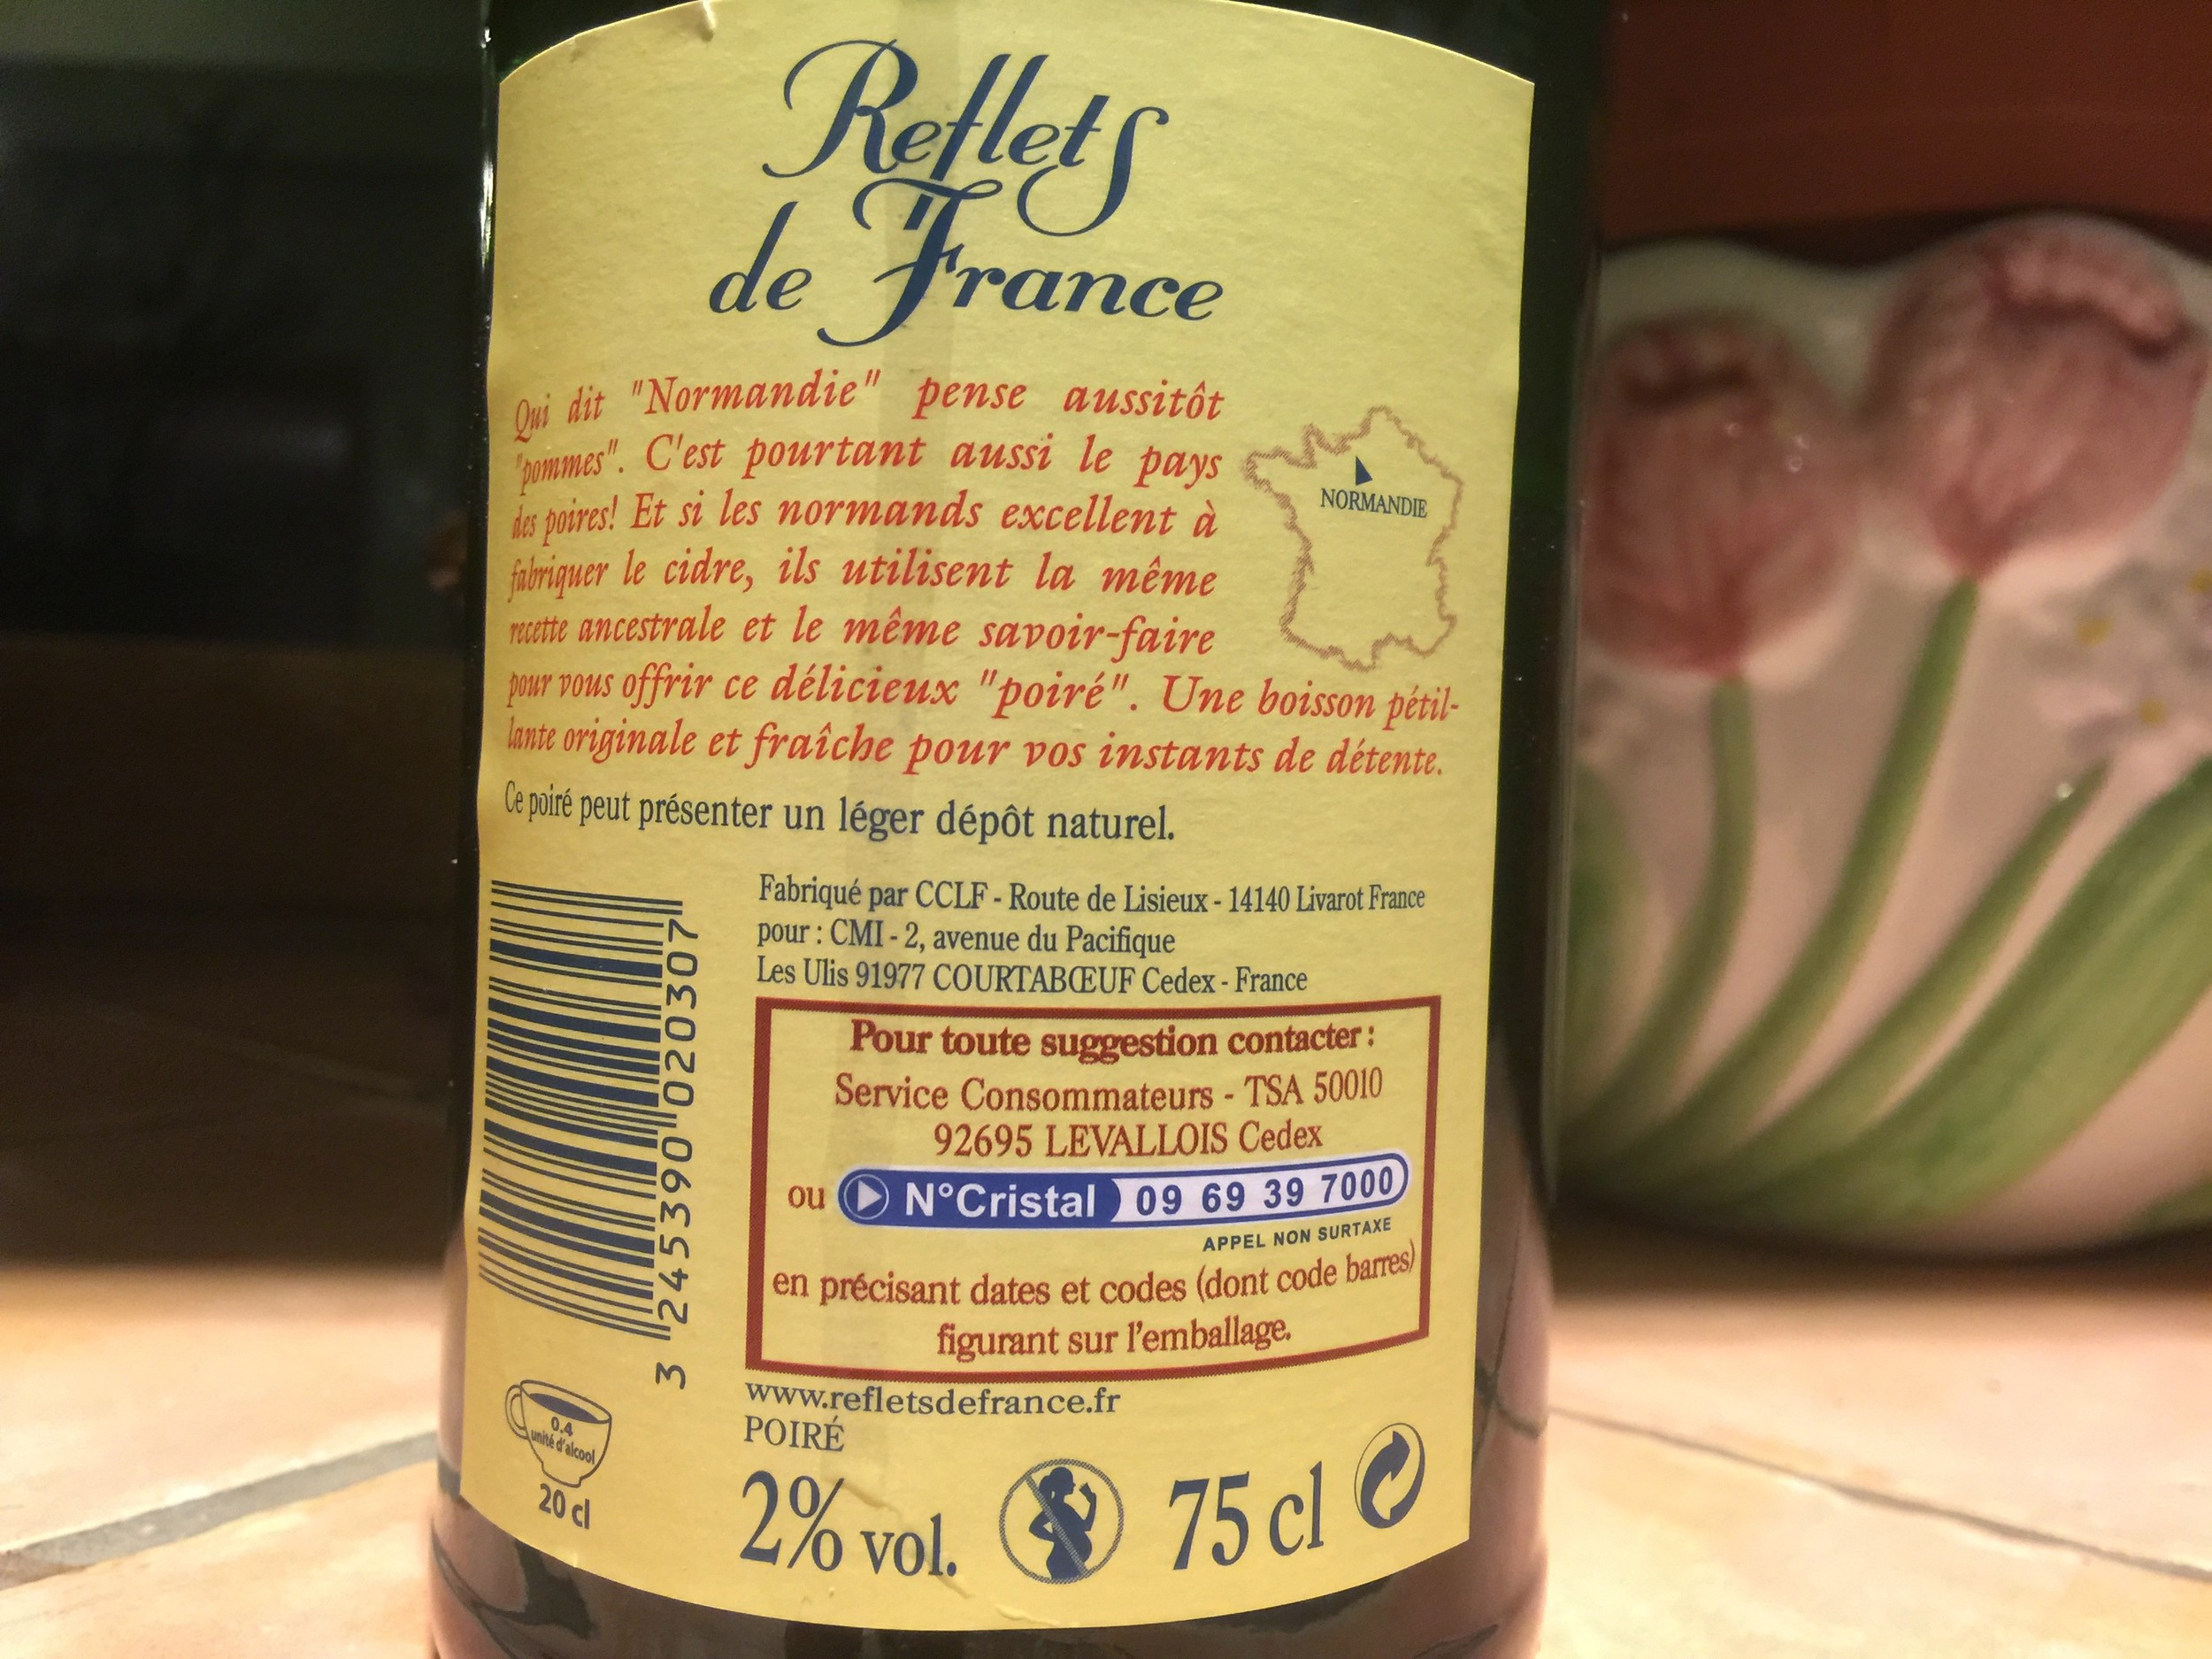 Reflets
de France
Qui dit "Normandie" pense aussitôt
"pommes". C'est pourtant aussi le pays
des poires! Et si les normands excellent à
fabriquer le cidre, ils utilisent la même
recette ancestrale et le même savoir-faire
pour vous offrir ce délicieux "poiré". Une boisson pétil-
lante originale et fraîche pour vos instants de détente.
NORMANDIE
Ce poiré peut présenter un léger dépôt naturel.
Fabriqué par CCLF - Route de Lisieux - 14140 Livarot France
pour : CMI - 2, avenue du Pacifique
Les Ulis 91977 COURTABŒUF Cedex - France
3 245390 020307
Pour toute suggestion contacter :
Service Consommateurs - TSA 50010
92695 LEVALLOIS Cedex
ou N°Cristal 09 69 39 7000
APPEL NON SURTAXE
en précisant dates et codes (dont code barres)
figurant sur l'emballage.
www.refletsdefrance.fr
POIRÉ
0.4
unité d'alcool
20 cl
2% vol. 75 cl